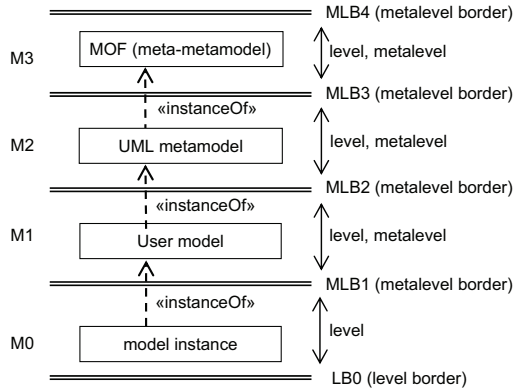 MLB4 (metalevel border)
M3
MOF (meta-metamodel)
level, metalevel
MLB3 (metalevel border)
«instanceOf»
M2
UML metamodel
level, metalevel
MLB2 (metalevel border)
«instanceOf»
M1
User model
level, metalevel
MLB1 (metalevel border)
«instanceOf»
level
M0
model instance
LB0 (level border)